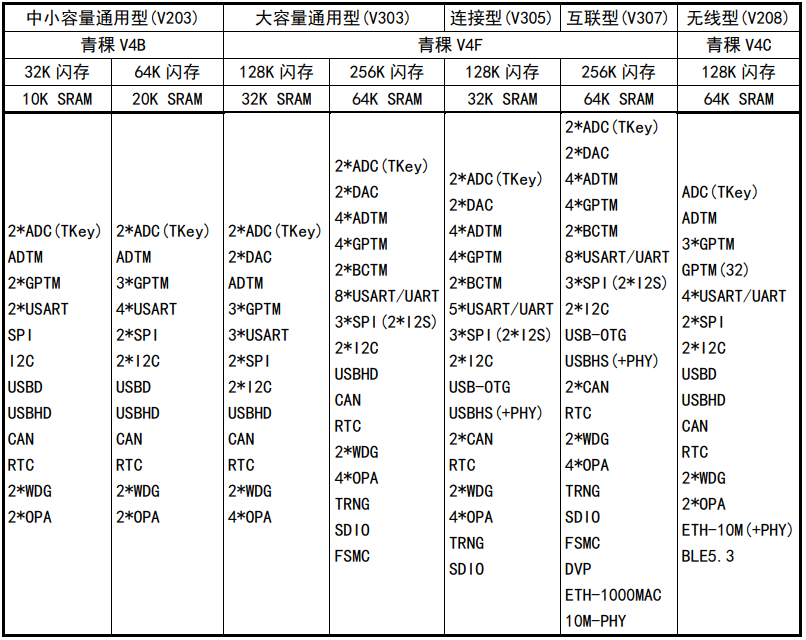 中小容量通用型(V203)
大容量通用型(V303)
连接型(V305)
互联型(V307)
无线型(V208)
青稞 V4B
青稞 V4F
青稞 V4C
32K 闪存
64K 闪存
128K 闪存
256K 闪存
128K 闪存
256K 闪存
128K 闪存
10K SRAM
20K SRAM
32K SRAM
64K SRAM
32K SRAM
64K SRAM
64K SRAM
2*ADC(TKey)
ADTM
2*GPTM
2*USART
SPI
I2C
USBD
USBHD
CAN
RTC
2*WDG
2*OPA
2*ADC(TKey)
ADTM
3*GPTM
4*USART
2*SPI
2*I2C
USBD
USBHD
CAN
RTC
2*WDG
2*OPA
2*ADC(TKey)
2*DAC
ADTM
3*GPTM
3*USART
2*SPI
2*I2C
USBHD
CAN
RTC
2*WDG
4*OPA
2*ADC(TKey)
2*DAC
4*ADTM
4*GPTM
2*BCTM
8*USART/UART
3*SPI(2*I2S)
2*I2C
USBHD
CAN
RTC
2*WDG
4*OPA
TRNG
SDIO
FSMC
2*ADC(TKey)
2*DAC
4*ADTM
4*GPTM
2*BCTM
5*USART/UART
3*SPI(2*I2S)
2*I2C
USB-OTG
USBHS(+PHY)
2*CAN
RTC
2*WDG
4*OPA
TRNG
SDIO
2*ADC(TKey)
2*DAC
4*ADTM
4*GPTM
2*BCTM
8*USART/UART
3*SPI(2*I2S)
2*I2C
USB-OTG
USBHS(+PHY)
2*CAN
RTC
2*WDG
4*OPA
TRNG
SDIO
FSMC
DVP
ETH-1000MAC
10M-PHY
ADC(TKey)
ADTM
3*GPTM
GPTM(32)
4*USART/UART
2*SPI
2*I2C
USBD
USBHD
CAN
RTC
2*WDG
2*OPA
ETH-10M(+PHY)
BLE5.3